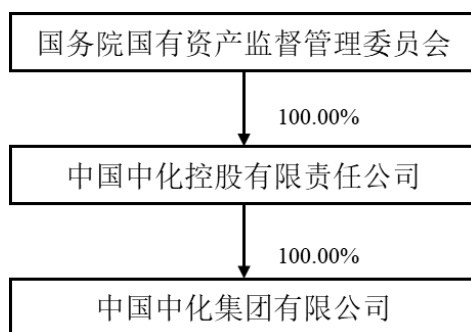 国务院国有资产监督管理委员会
100.00%
中国中化控股有限责任公司
100.00%
中国中化集团有限公司